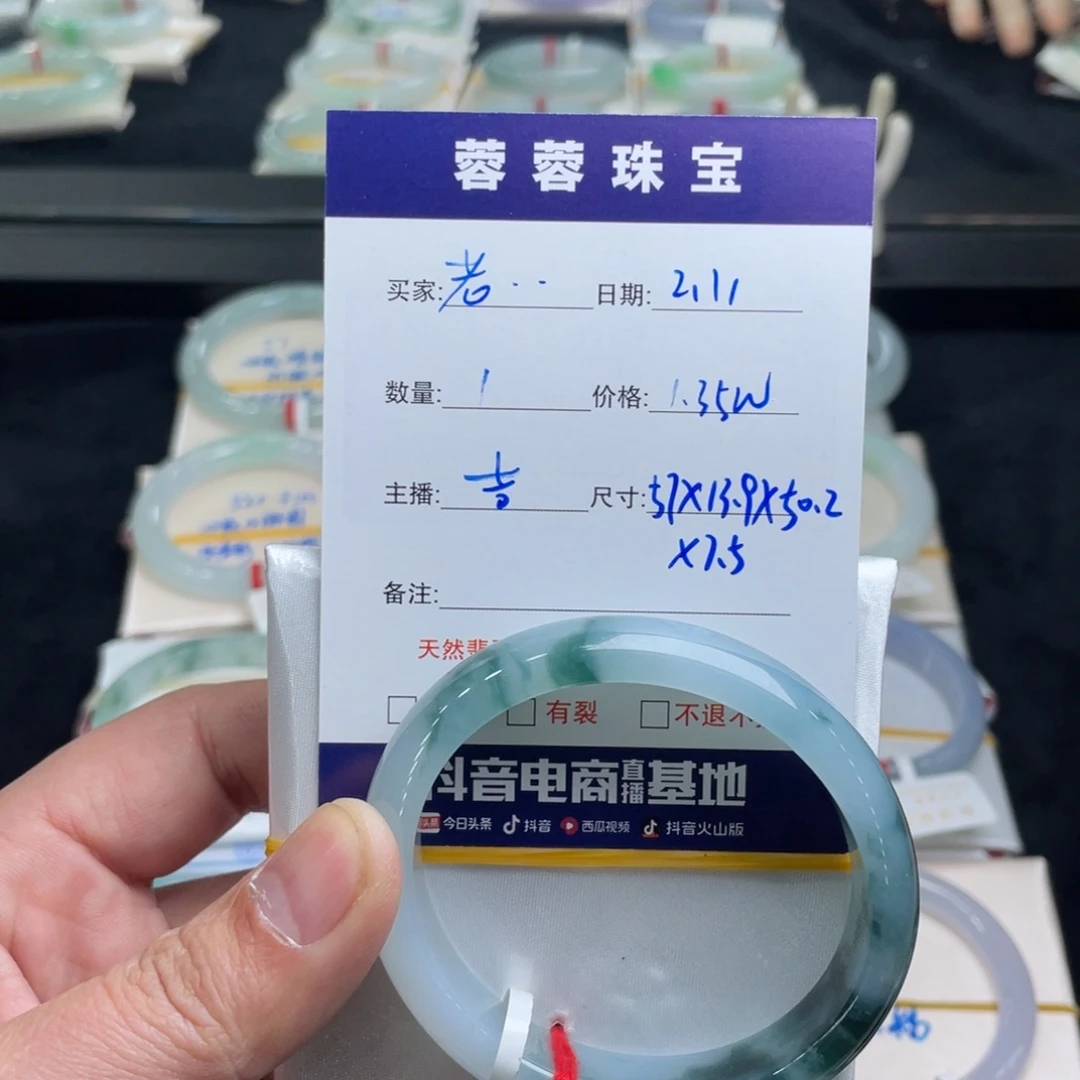 蓉蓉珠宝
买家: 老.. 日期: 2.11
数量: 1 价格: 1.35W
主播: 吉 尺寸: 57X13.9X50.2
X7.5
备注:
天然翡
有裂 不退不
抖音电商直播基地
今日头条 抖音 西瓜视频 抖音火山版